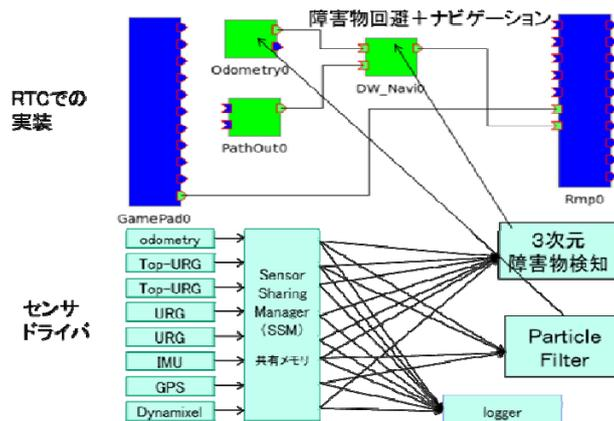 障害物回避＋ナビゲーション
Odometry0
DW_Navi0
RTCでの
実装
PathOut0
GamePad0
Rmp0
センサ
ドライバ
odometry
Top-URG
Top-URG
URG
URG
IMU
GPS
Dynamixel
Sensor
Sharing
Manager
(SSM)
共有メモリ
３次元
障害物検知
Particle
Filter
logger